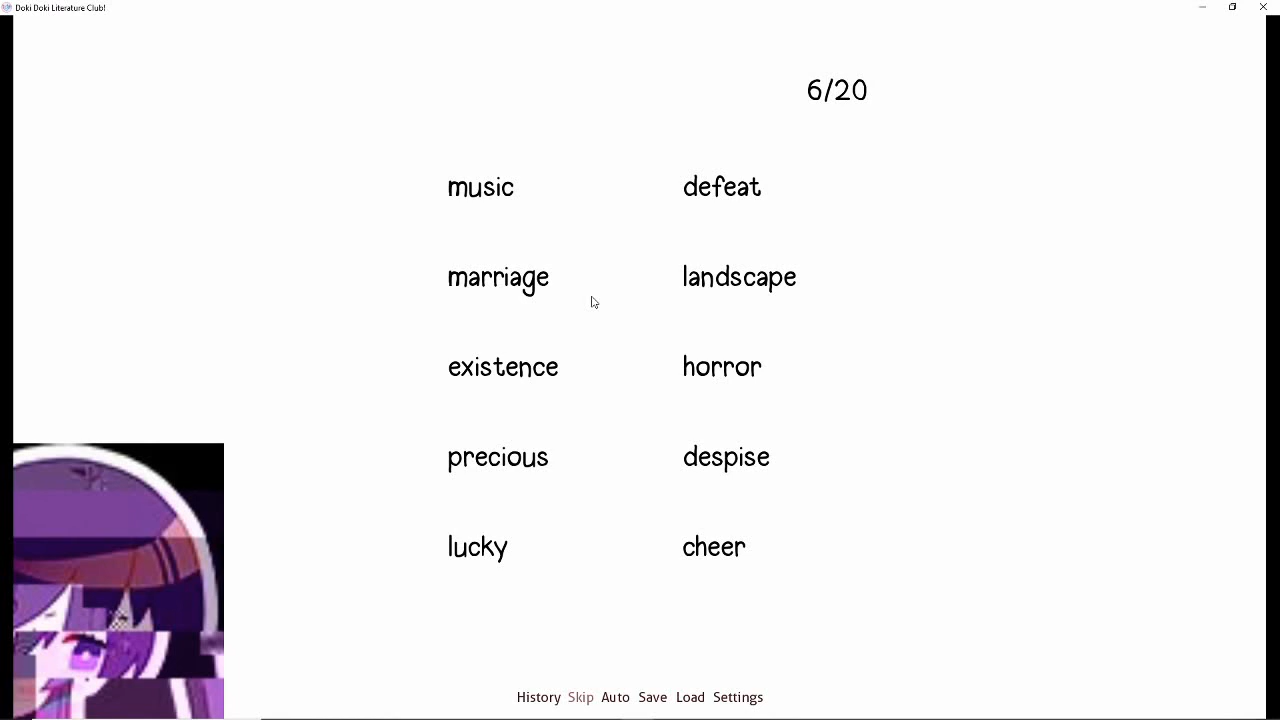 Doki Doki Literature Club!
6/20
music defeat
marriage landscape
existence horror
precious despise
lucky cheer
History Skip Auto Save Load Settings